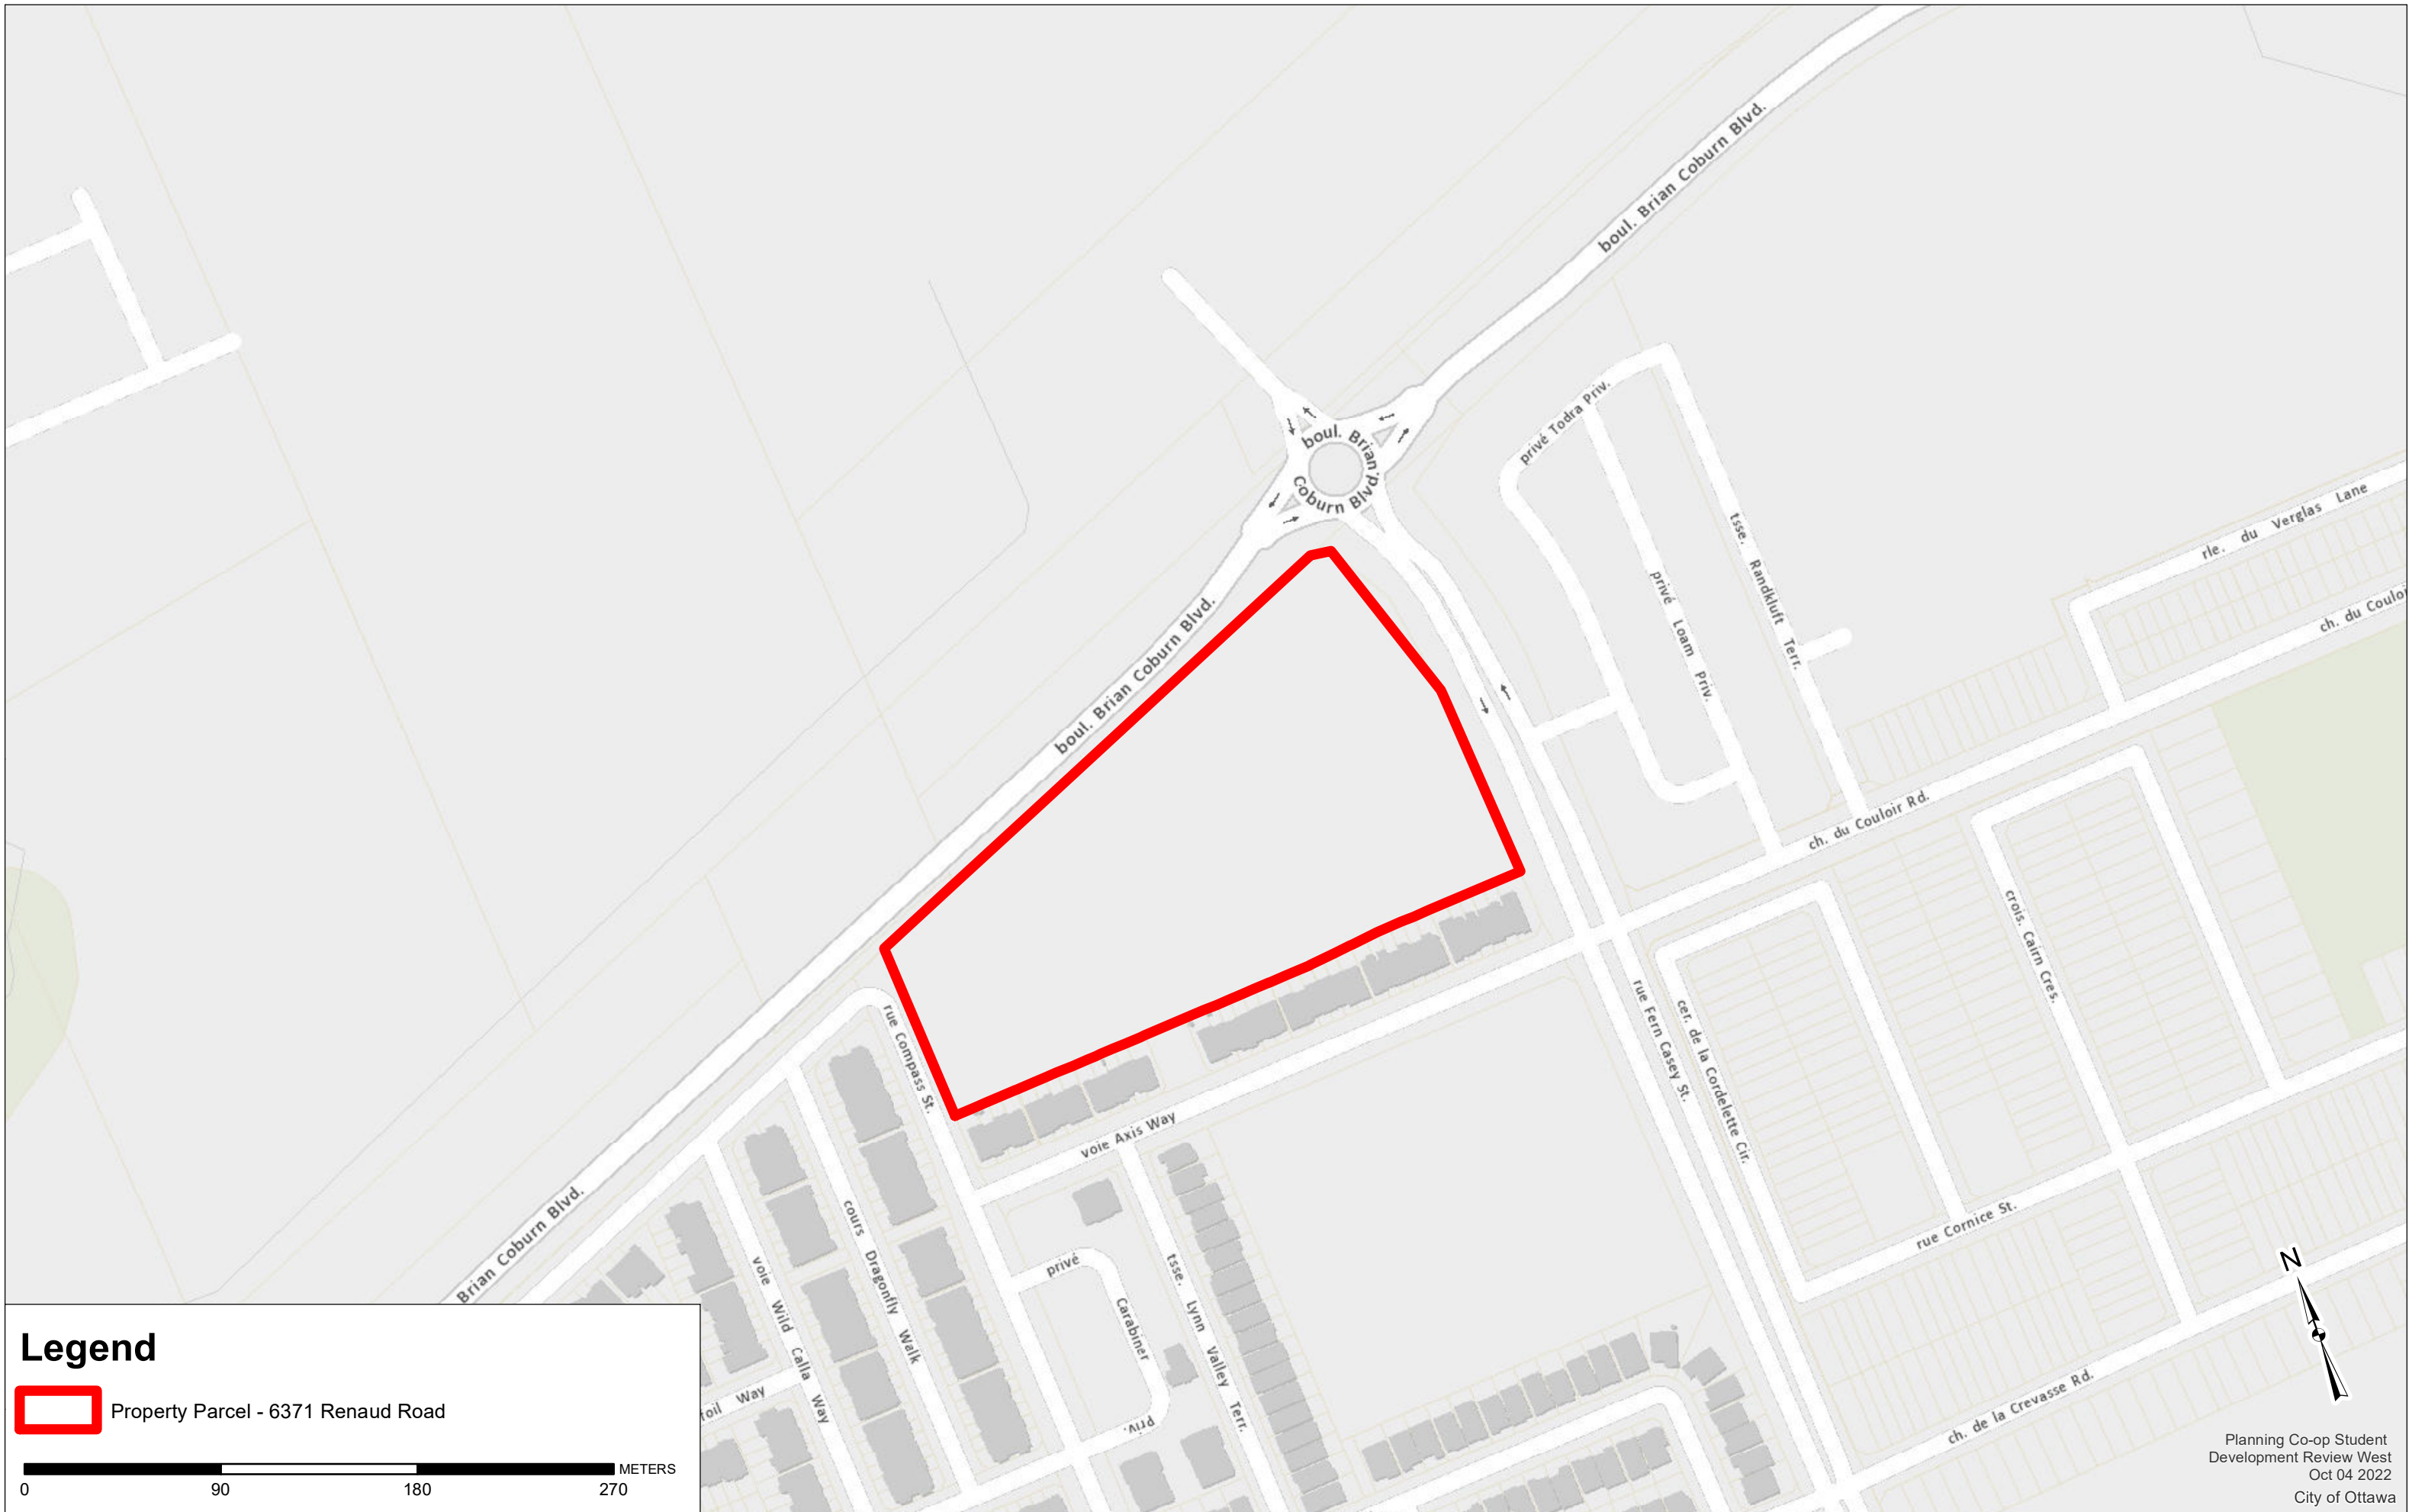 boul. Brian Coburn Blvd.
boul. Brian
Coburn Blvd.
privé Todra Priv.
tsse. Randkluft Terr.
privé Loam Priv.
rle. du Verglas Lane
ch. du Couloi
boul. Brian Coburn Blvd.
ch. du Couloir Rd.
crois. Cairn Cres.
rue Compass St.
rue Fern Casey St.
cer. de la Cordelette Cir.
voie Axis Way
Brian Coburn Blvd.
voie Wild Calla Way
cours Dragonfly Walk
privé Carabiner Priv.
tsse. Lynn Valley Terr.
rue Cornice St.
foil Way
ch. de la Crevasse Rd.
N
Legend
Property Parcel - 6371 Renaud Road
METERS
0 90 180 270
Planning Co-op Student
Development Review West
Oct 04 2022
City of Ottawa